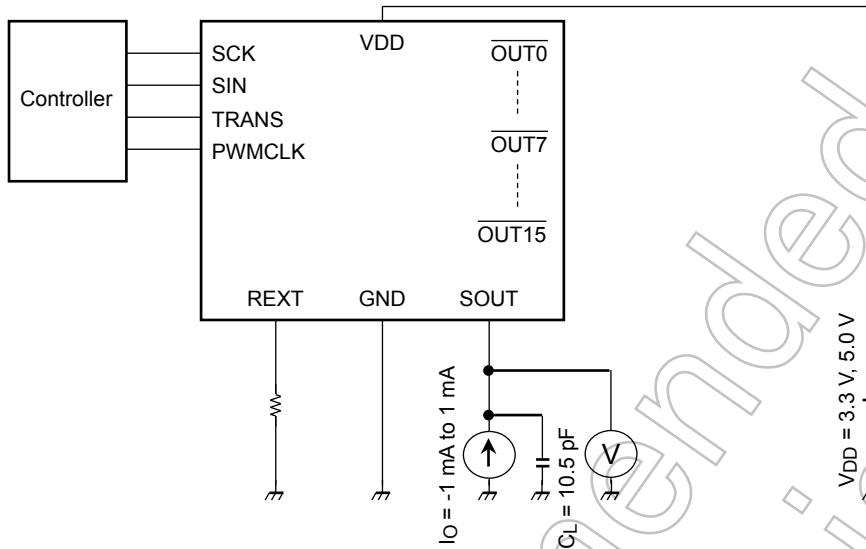 Controller
SCK
SIN
TRANS
PWMCLK
VDD
OUT0
OUT7
OUT15
REXT
GND
SOUT
IO = -1 mA to 1 mA
CL = 10.5 pF
V
VDD = 3.3 V, 5.0 V